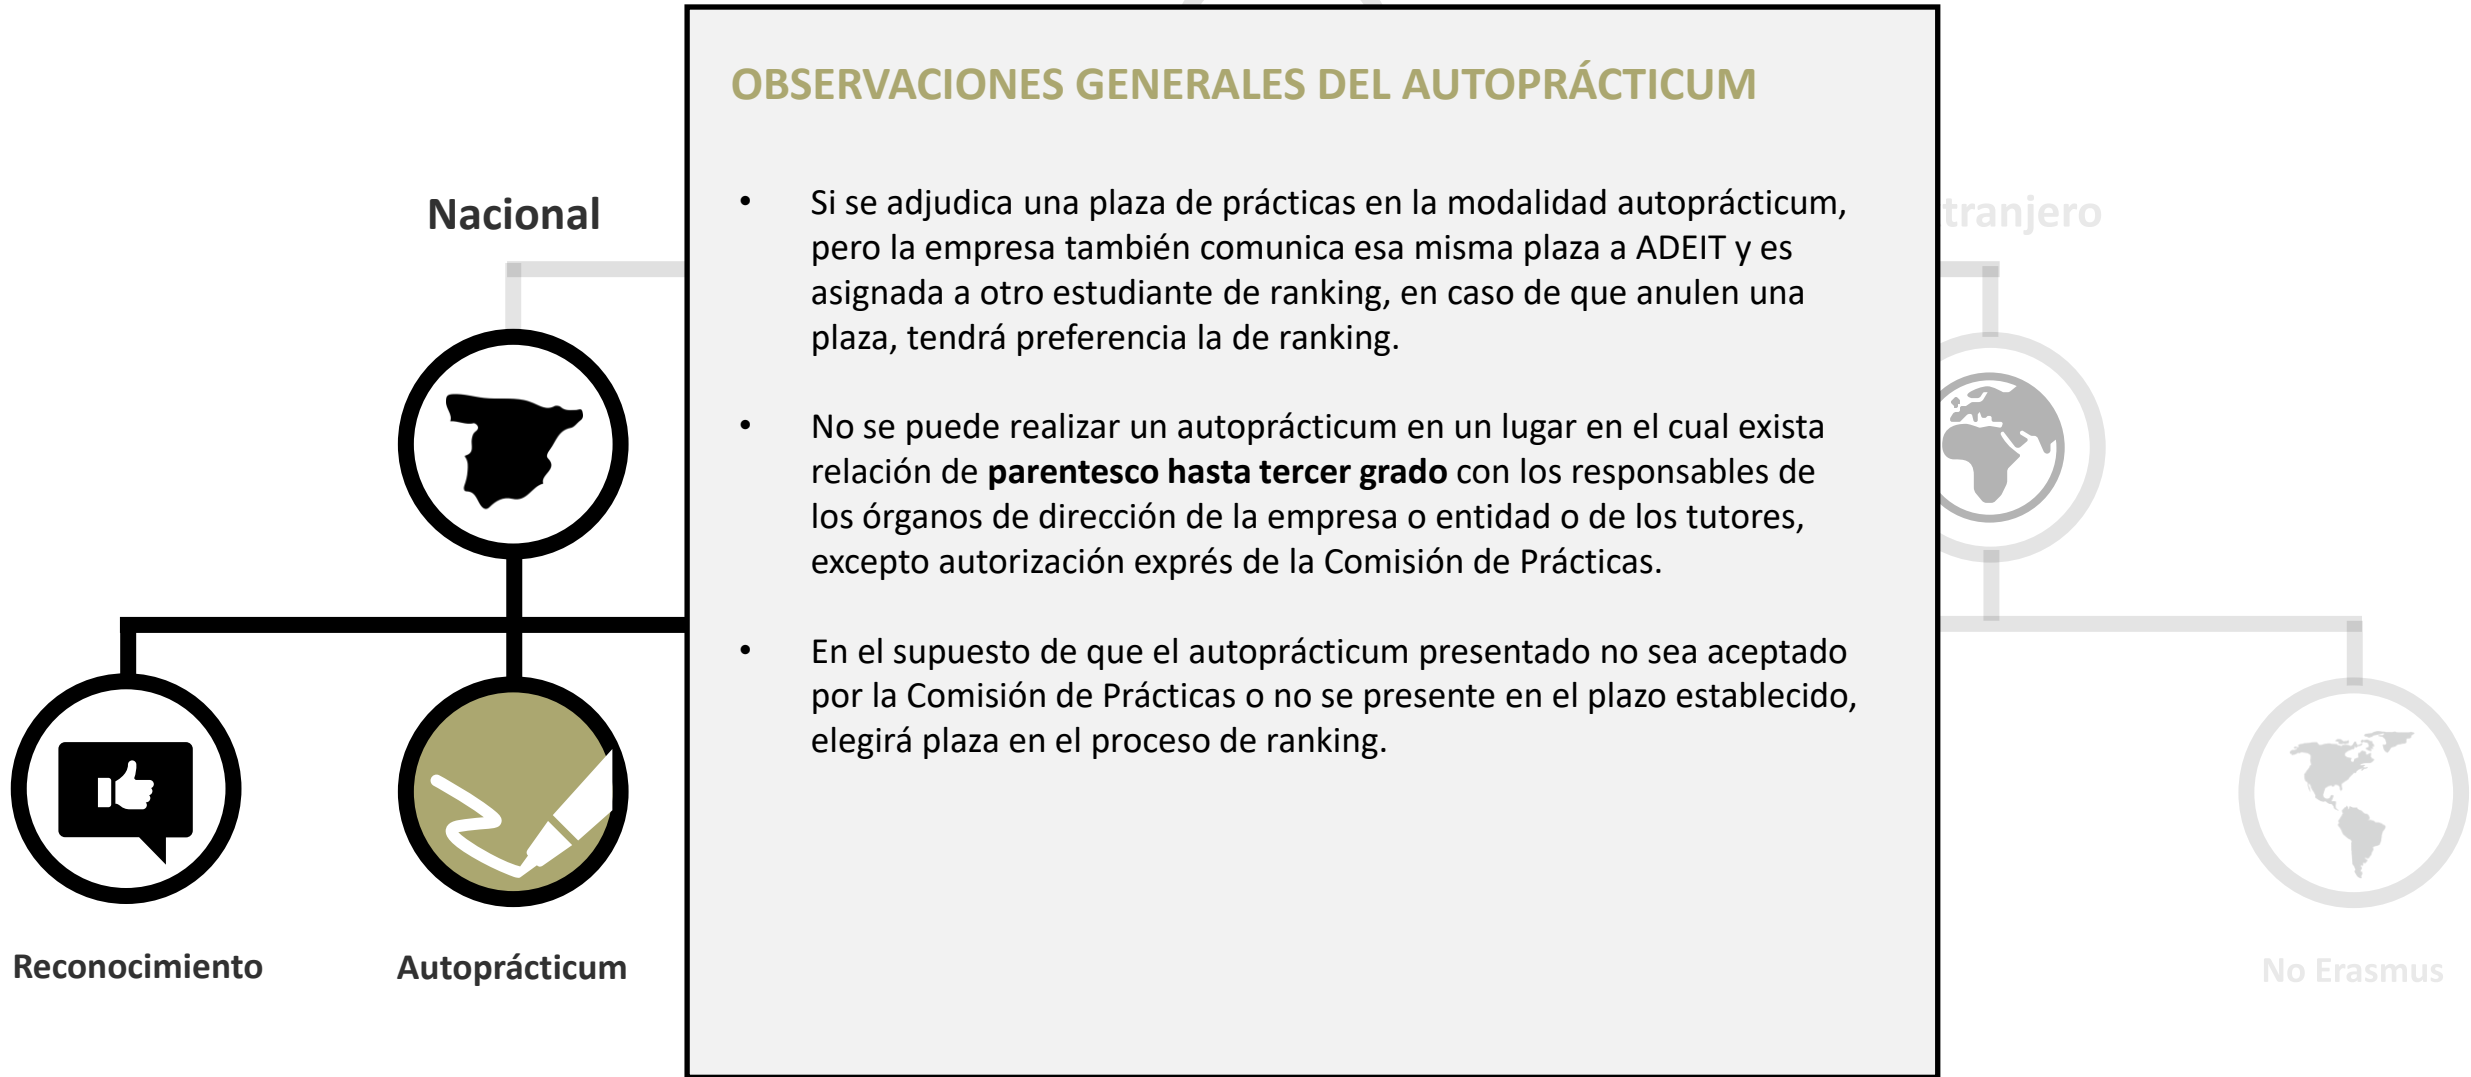 OBSERVACIONES GENERALES DEL AUTOPRÁCTICUM
Nacional
• Si se adjudica una plaza de prácticas en la modalidad autoprácticum,
pero la empresa también comunica esa misma plaza a ADEIT y es
asignada a otro estudiante de ranking, en caso de que anulen una
plaza, tendrá preferencia la de ranking.
• No se puede realizar un autoprácticum en un lugar en el cual exista
relación de parentesco hasta tercer grado con los responsables de
los órganos de dirección de la empresa o entidad o de los tutores,
excepto autorización exprés de la Comisión de Prácticas.
• En el supuesto de que el autoprácticum presentado no sea aceptado
por la Comisión de Prácticas o no se presente en el plazo establecido,
elegirá plaza en el proceso de ranking.
tranjero
Reconocimiento
Autoprácticum
No Erasmus